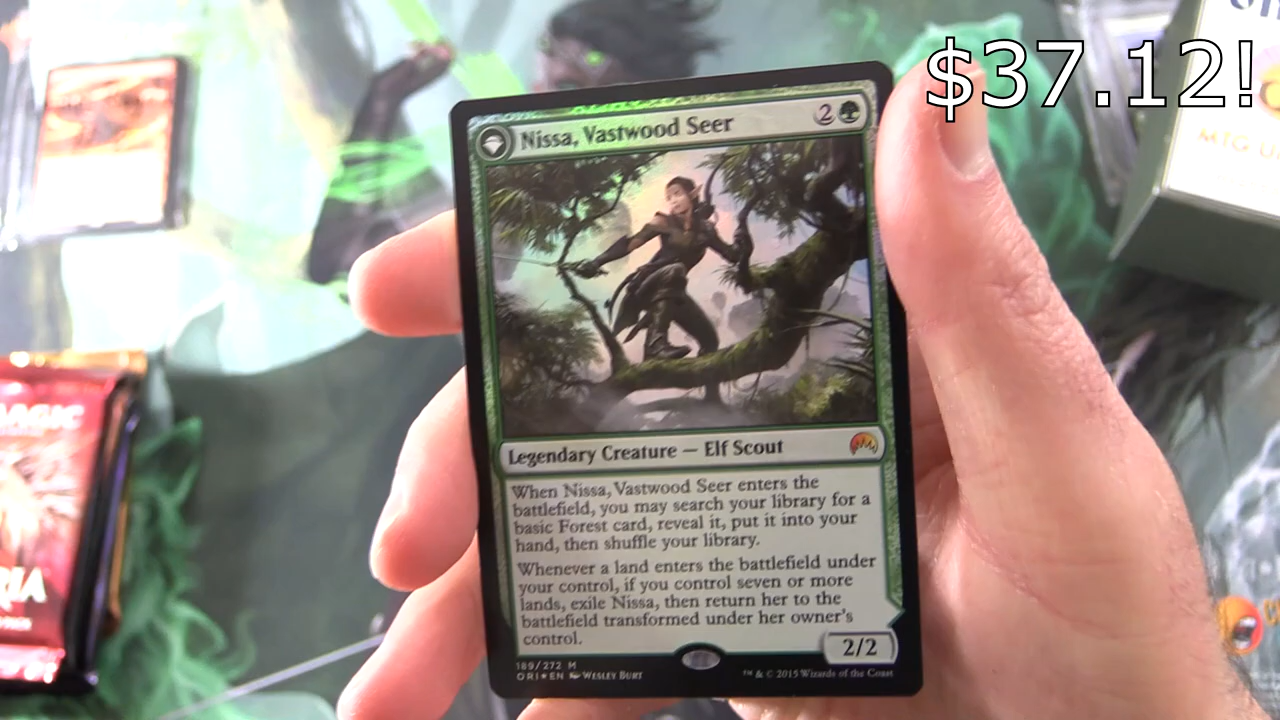 $37.12!
Nissa, Vastwood Seer
2
Legendary Creature — Elf Scout
When Nissa, Vastwood Seer enters the
battlefield, you may search your library for a
basic Forest card, reveal it, put it into your
hand, then shuffle your library.
Whenever a land enters the battlefield under
your control, if you control seven or more
lands, exile Nissa, then return her to the
battlefield transformed under her owner's
control.
2/2
189/272 M
ORI★EN Wesley Burt
™ & © 2015 Wizards of the Coast
MTG